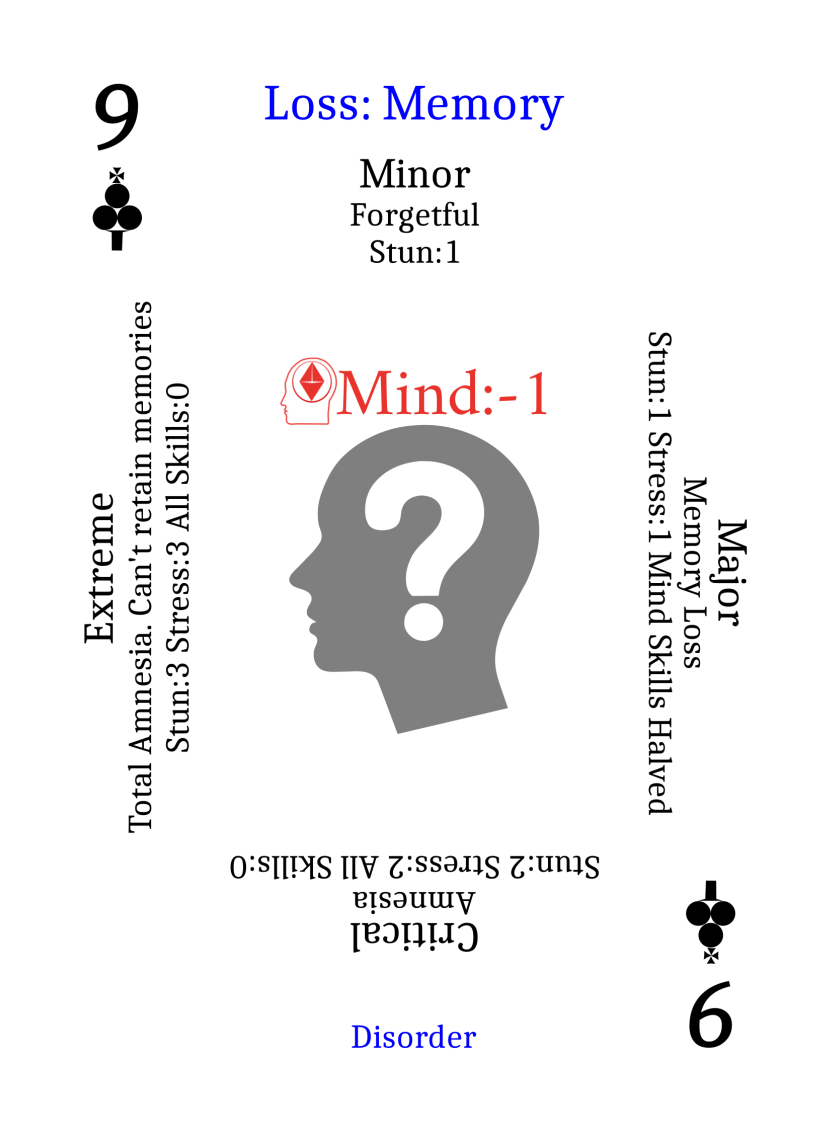 9
Loss: Memory
Minor
Forgetful
Stun:1
Mind:-1
Major
Memory Loss
Stun:1 Stress:1 Mind Skills Halved
Critical
Amnesia
Stun:2 Stress:2 All Skills:0
Extreme
Total Amnesia. Can't retain memories
Stun:3 Stress:3 All Skills:0
Disorder
9